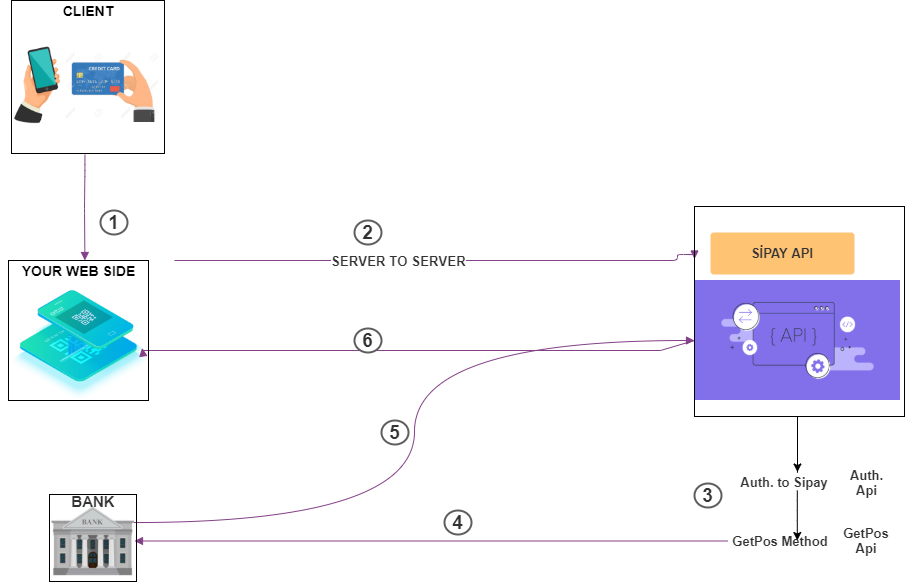 CLIENT
CREDIT CARD
1
2
SERVER TO SERVER
SİPAY API
YOUR WEB SIDE
6
{ API }
</>
5
Auth. to Sipay
Auth.
Api
3
BANK
BANK
4
GetPos Method
GetPos
Api